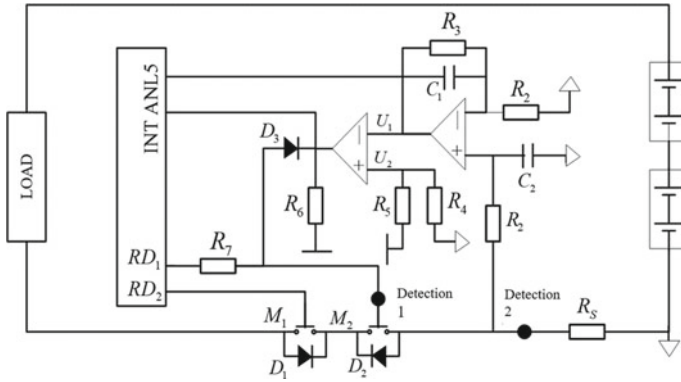 R3
INT ANL5
C1
R2
D3
U1
U2
C2
LOAD
R6
R5
R4
R2
R7
RD1
RD2
Detection
1
Detection
2
RS
M1
M2
D1
D2